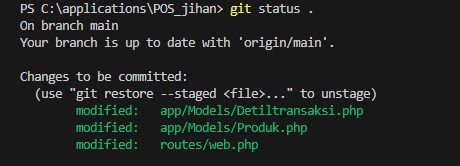 PS C:\applications\POS_jihan> git status .
On branch main
Your branch is up to date with 'origin/main'.

Changes to be committed:
  (use "git restore --staged <file>..." to unstage)
        modified:   app/Models/Detiltransaksi.php
        modified:   app/Models/Produk.php
        modified:   routes/web.php